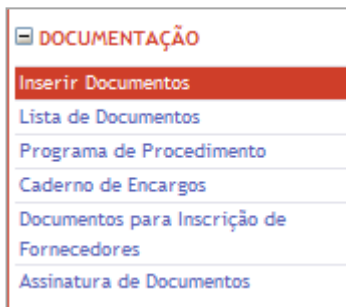 DOCUMENTAÇÃO
Inserir Documentos
Lista de Documentos
Programa de Procedimento
Caderno de Encargos
Documentos para Inscrição de
Fornecedores
Assinatura de Documentos